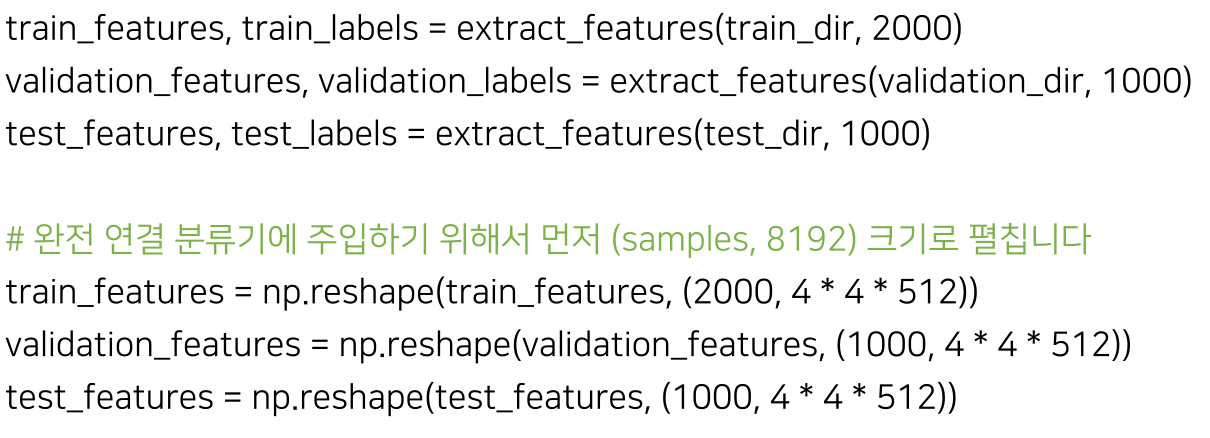 train_features, train_labels = extract_features(train_dir, 2000)
validation_features, validation_labels = extract_features(validation_dir, 1000)
test_features, test_labels = extract_features(test_dir, 1000)
# 완전 연결 분류기에 주입하기 위해서 먼저 (samples, 8192) 크기로 펼칩니다
train_features = np.reshape(train_features, (2000, 4 * 4 * 512))
validation_features = np.reshape(validation_features, (1000, 4 * 4 * 512))
test_features = np.reshape(test_features, (1000, 4 * 4 * 512))